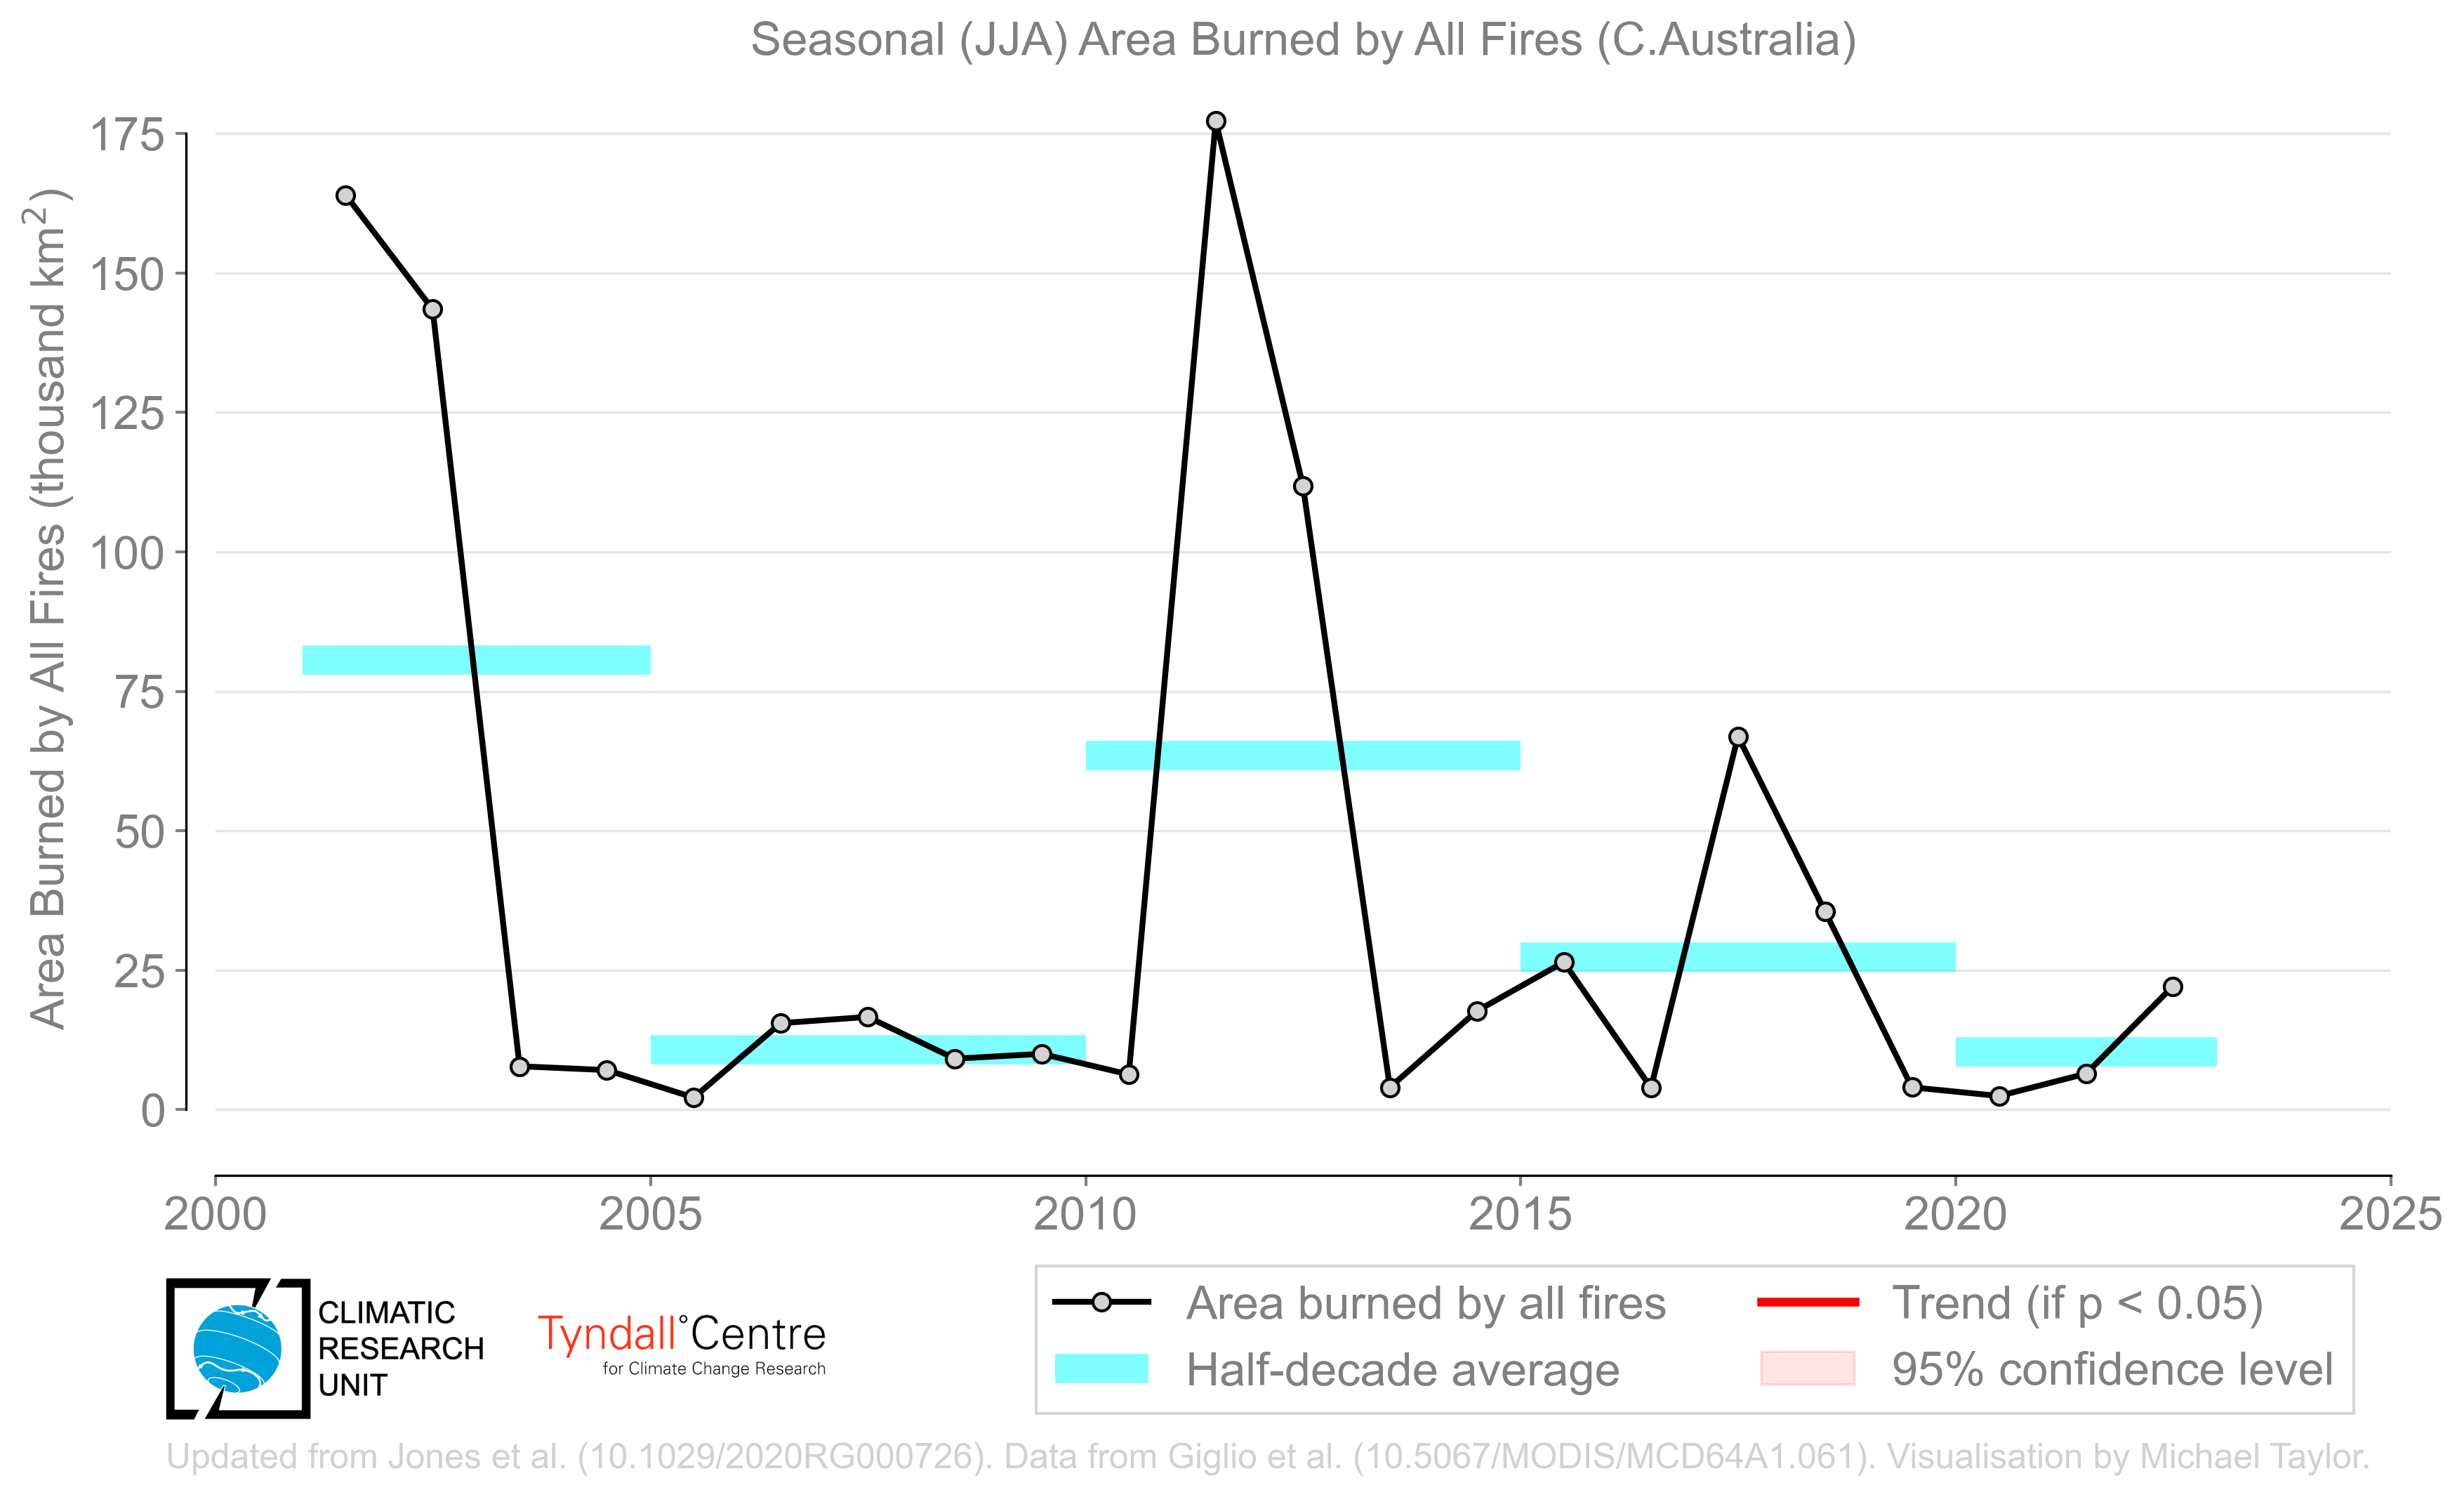 Seasonal (JJA) Area Burned by All Fires (C.Australia)
Area Burned by All Fires (thousand km²)
175
150
125
100
75
50
25
0
2000 2005 2010 2015 2020 2025
CLIMATIC
RESEARCH
UNIT
Tyndall°Centre
for Climate Change Research
Area burned by all fires
Half-decade average
Trend (if p < 0.05)
95% confidence level
Updated from Jones et al. (10.1029/2020RG000726). Data from Giglio et al. (10.5067/MODIS/MCD64A1.061). Visualisation by Michael Taylor.